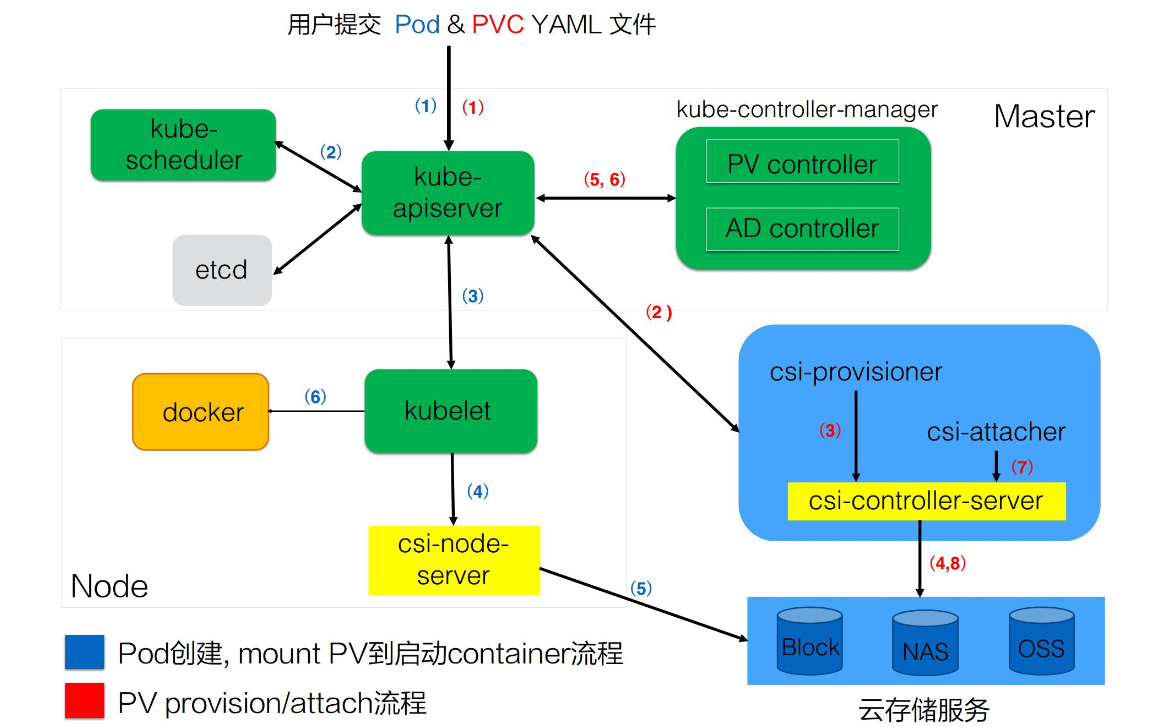 用户提交 Pod & PVC YAML 文件
(1) (1)
kube-controller-manager
Master
kube-
scheduler
(2)
kube-
apiserver
(5, 6)
PV controller
AD controller
etcd
(3)
(2 )
csi-provisioner
docker
(6)
kubelet
(3)
csi-attacher
(7)
(4)
csi-controller-server
csi-node-
server
(4,8)
Node
(5)
Block
NAS
OSS
Pod创建, mount PV到启动container流程
PV provision/attach流程
云存储服务